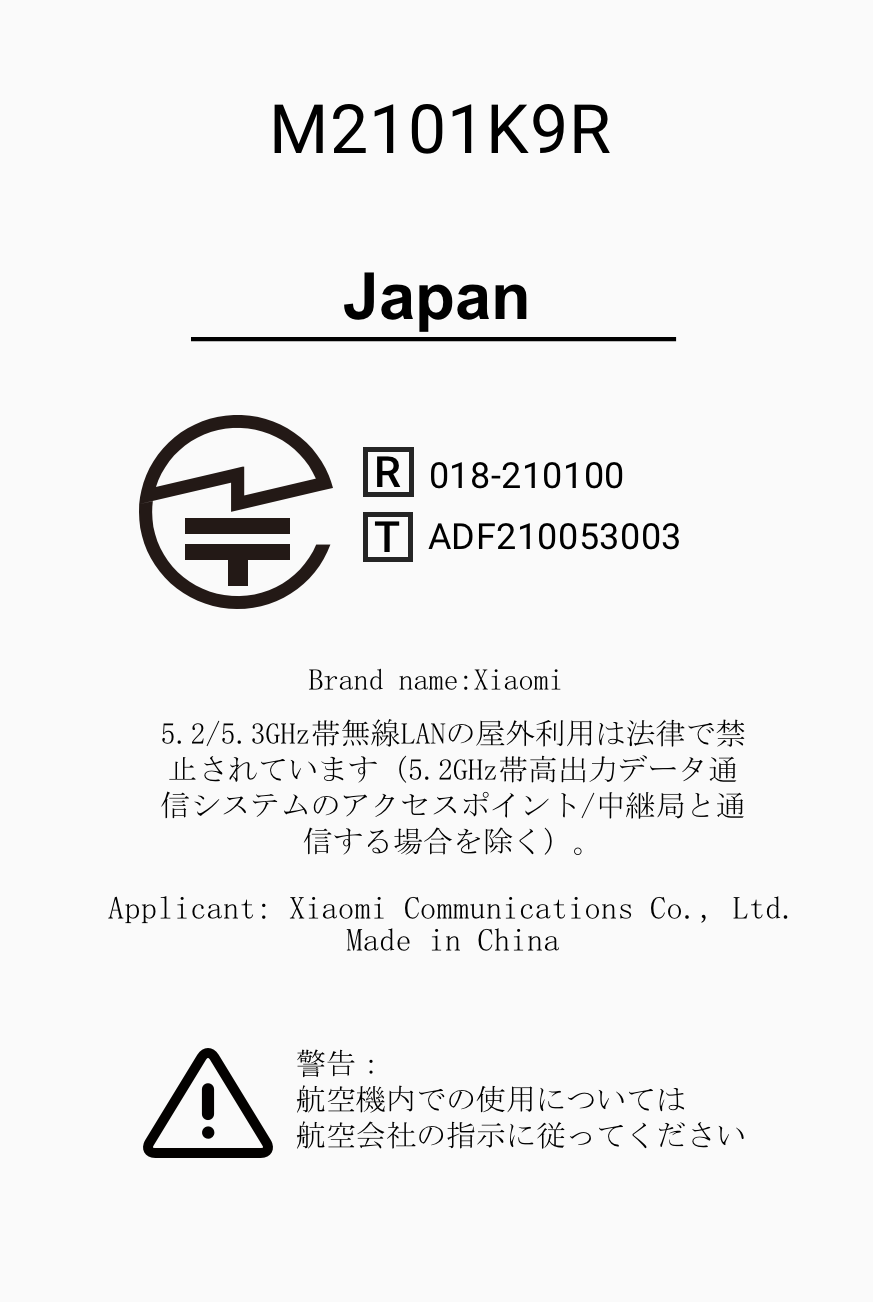 M2101K9R
Japan
R 018-210100
T ADF210053003
Brand name:Xiaomi
5.2/5.3GHz帯無線LANの屋外利用は法律で禁
止されています（5.2GHz帯高出力データ通
信システムのアクセスポイント/中継局と通
信する場合を除く）。
Applicant: Xiaomi Communications Co., Ltd.
Made in China
警告：
航空機内での使用については
航空会社の指示に従ってください